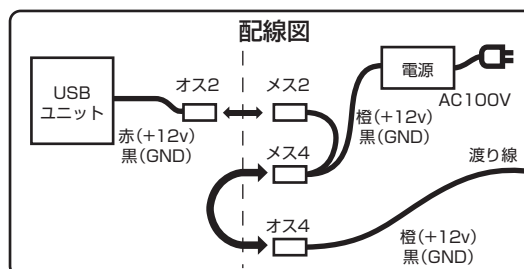 配線図
USB
ユニット
オス2
メス2
電源
AC100V
赤(+12v)
黒(GND)
橙(+12v)
黒(GND)
メス4
渡り線
オス4
橙(+12v)
黒(GND)